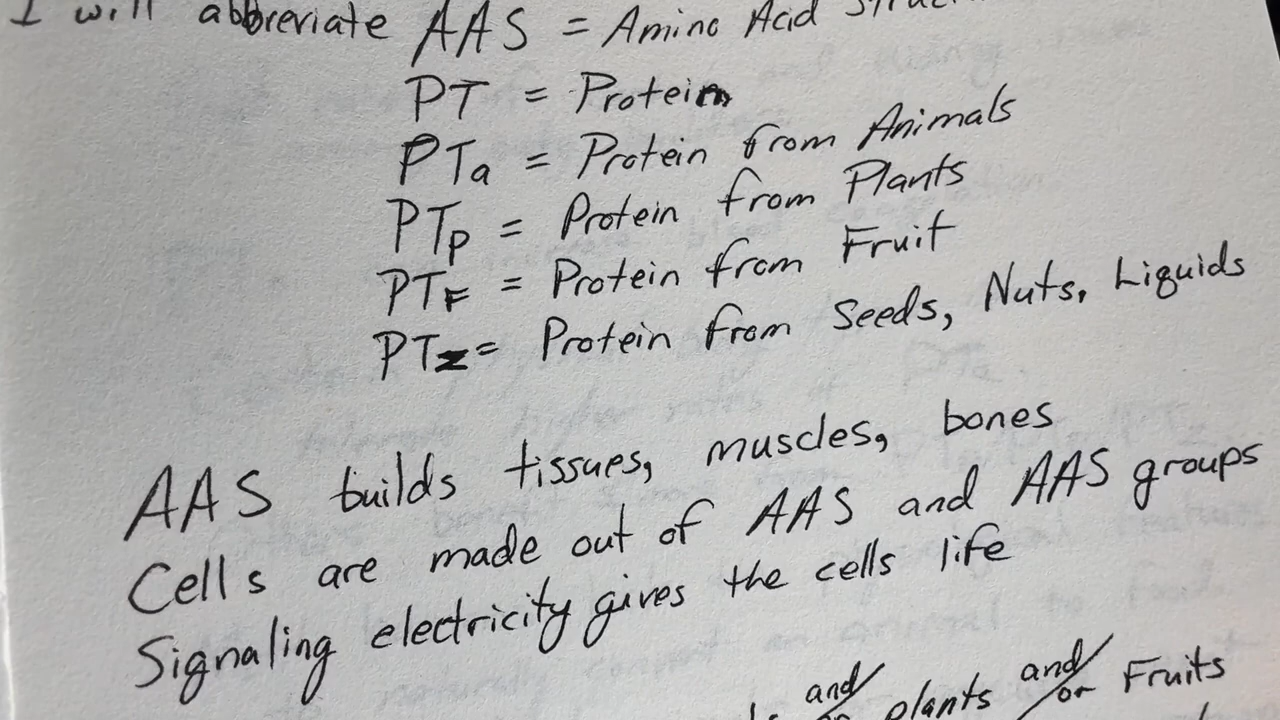 I will abbreviate AAS = Amino Acid
PT = Protein
PTa = Protein from Animals
PTp = Protein from Plants
PTF = Protein from Fruit
PTz = Protein from Seeds, Nuts, Liquids
AAS builds tissues, muscles, bones
Cells are made out of AAS and AAS groups
Signaling electricity gives the cells life
and/ plants and/or Fruits